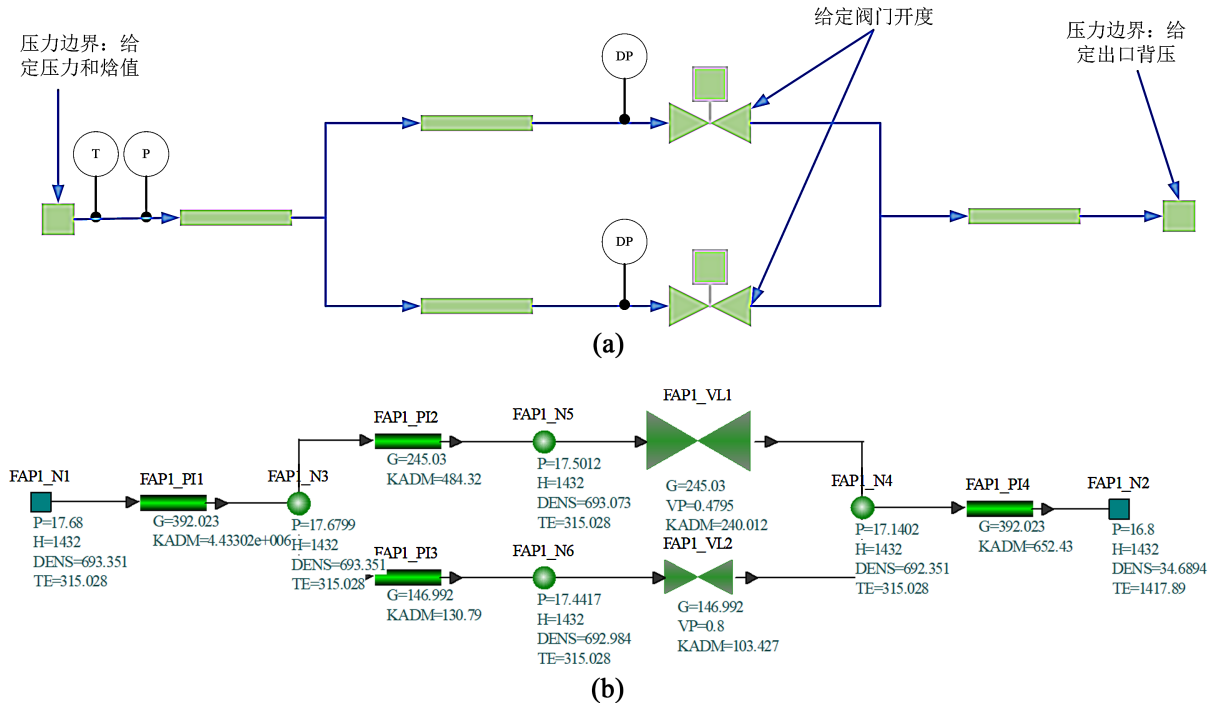 压力边界：给
定压力和焓值
给定阀门开度
压力边界：给
定出口背压
T
P
DP
DP
(a)
FAP1_N1
P=17.68
H=1432
DENS=693.351
TE=315.028
FAP1_PI1
G=392.023
KADM=4.43302e+006
FAP1_N3
P=17.6799
H=1432
DENS=693.351
TE=315.028
FAP1_PI2
G=245.03
KADM=484.32
FAP1_N5
P=17.5012
H=1432
DENS=693.073
TE=315.028
FAP1_VL1
G=245.03
VP=0.4795
KADM=240.012
FAP1_PI3
G=146.992
KADM=130.79
FAP1_N6
P=17.4417
H=1432
DENS=692.984
TE=315.028
FAP1_VL2
G=146.992
VP=0.8
KADM=103.427
FAP1_N4
P=17.1402
H=1432
DENS=692.351
TE=315.028
FAP1_PI4
G=392.023
KADM=652.43
FAP1_N2
P=16.8
H=1432
DENS=34.6894
TE=1417.89
(b)